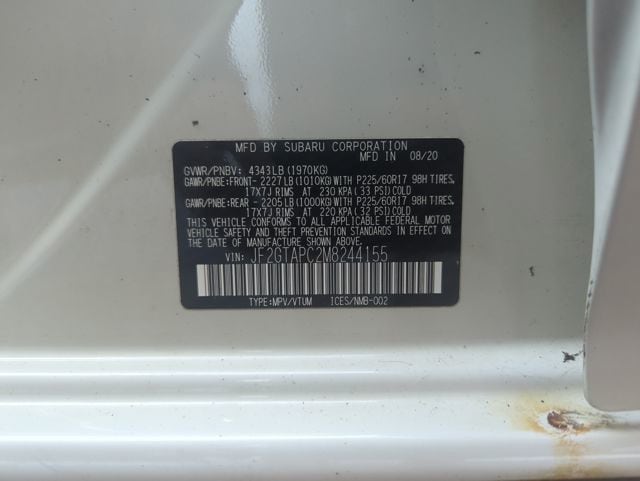 MFD BY SUBARU CORPORATION
MFD. IN 08/20
GVWR/PNBV: 4343LB (1970KG)
GAWR/PNBE: FRONT- 2227LB (1010KG) WITH P225/60R17 98H TIRES,
17X7J RIMS AT 230 KPA (33 PSI) COLD
GAWR/PNBE: REAR - 2205LB (1000KG) WITH P225/60R17 98H TIRES,
17X7J RIMS AT 220 KPA (32 PSI) COLD
THIS VEHICLE CONFORMS TO ALL APPLICABLE FEDERAL MOTOR
VEHICLE SAFETY AND THEFT PREVENTION STANDARDS IN EFFECT ON THE
DATE OF MANUFACTURE SHOWN ABOVE.
VIN: JF2GTAPC2M8244155
TYPE: MPV/VTUM ICES/NMB-002